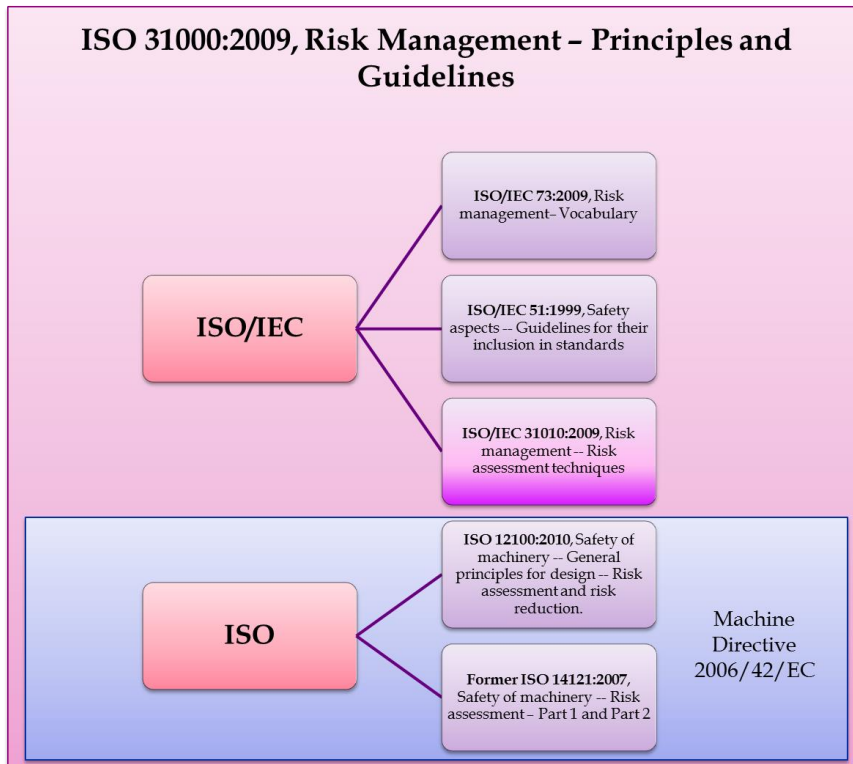 ISO 31000:2009, Risk Management – Principles and
Guidelines
ISO/IEC
ISO/IEC 73:2009, Risk
management– Vocabulary
ISO/IEC 51:1999, Safety
aspects -- Guidelines for their
inclusion in standards
ISO/IEC 31010:2009, Risk
management -- Risk
assessment techniques
ISO
ISO 12100:2010, Safety of
machinery -- General
principles for design -- Risk
assessment and risk
reduction.
Former ISO 14121:2007,
Safety of machinery -- Risk
assessment – Part 1 and Part 2
Machine
Directive
2006/42/EC